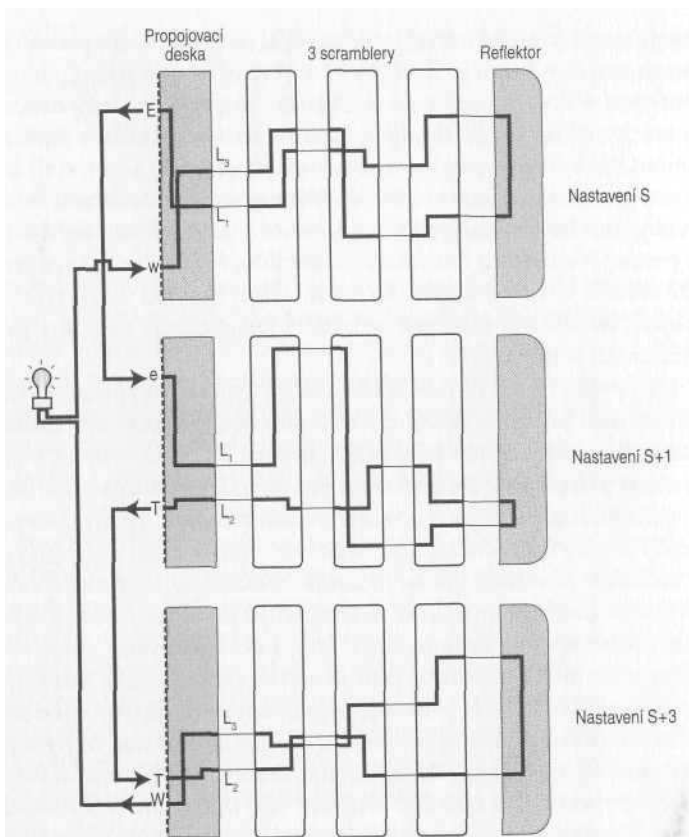 Propojovací
deska
3 scramblery
Reflektor
E
L3
L1
W
Nastavení S
e
L1
T
L2
Nastavení S+1
L3
T
L2
W
Nastavení S+3